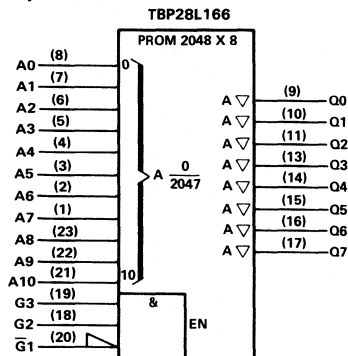 TBP28L166
PROM 2048 X 8
A0 (8) 0
A1 (7)
A2 (6)
A3 (5)
A4 (4)
A5 (3)
A6 (2)
A7 (1)
A8 (23)
A9 (22)
A10 (21) 10
A 0/2047
G3 (19)
G2 (18)
G̅1 (20)
&
EN
A ▽ (9) Q0
A ▽ (10) Q1
A ▽ (11) Q2
A ▽ (13) Q3
A ▽ (14) Q4
A ▽ (15) Q5
A ▽ (16) Q6
A ▽ (17) Q7